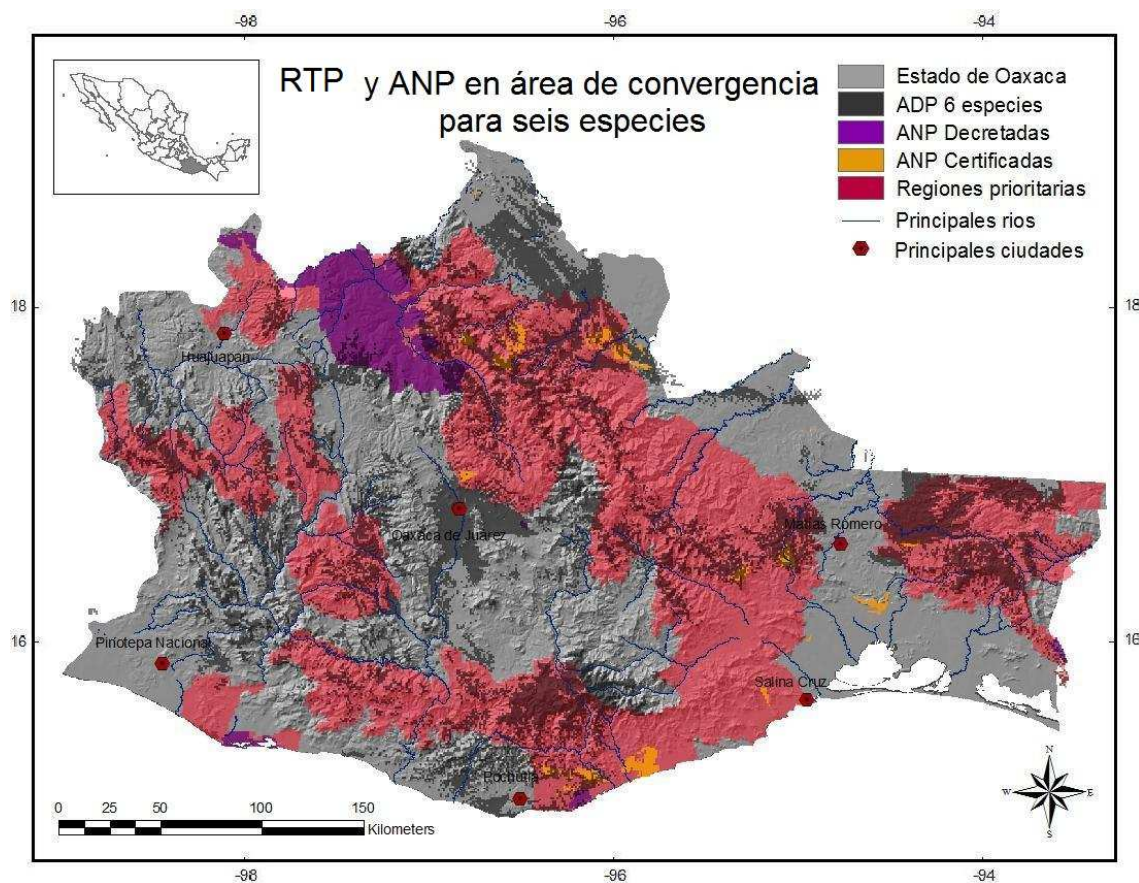 -98
-96
-94
RTP y ANP en área de convergencia
para seis especies
Estado de Oaxaca
ADP 6 especies
ANP Decretadas
ANP Certificadas
Regiones prioritarias
Principales rios
Principales ciudades
18
18
Huajuapan
Oaxaca de Juárez
Matías Romero
16
16
Pinotepa Nacional
Salina Cruz
Pochutla
N
W
E
S
0 25 50 100 150
Kilometers
-98
-96
-94